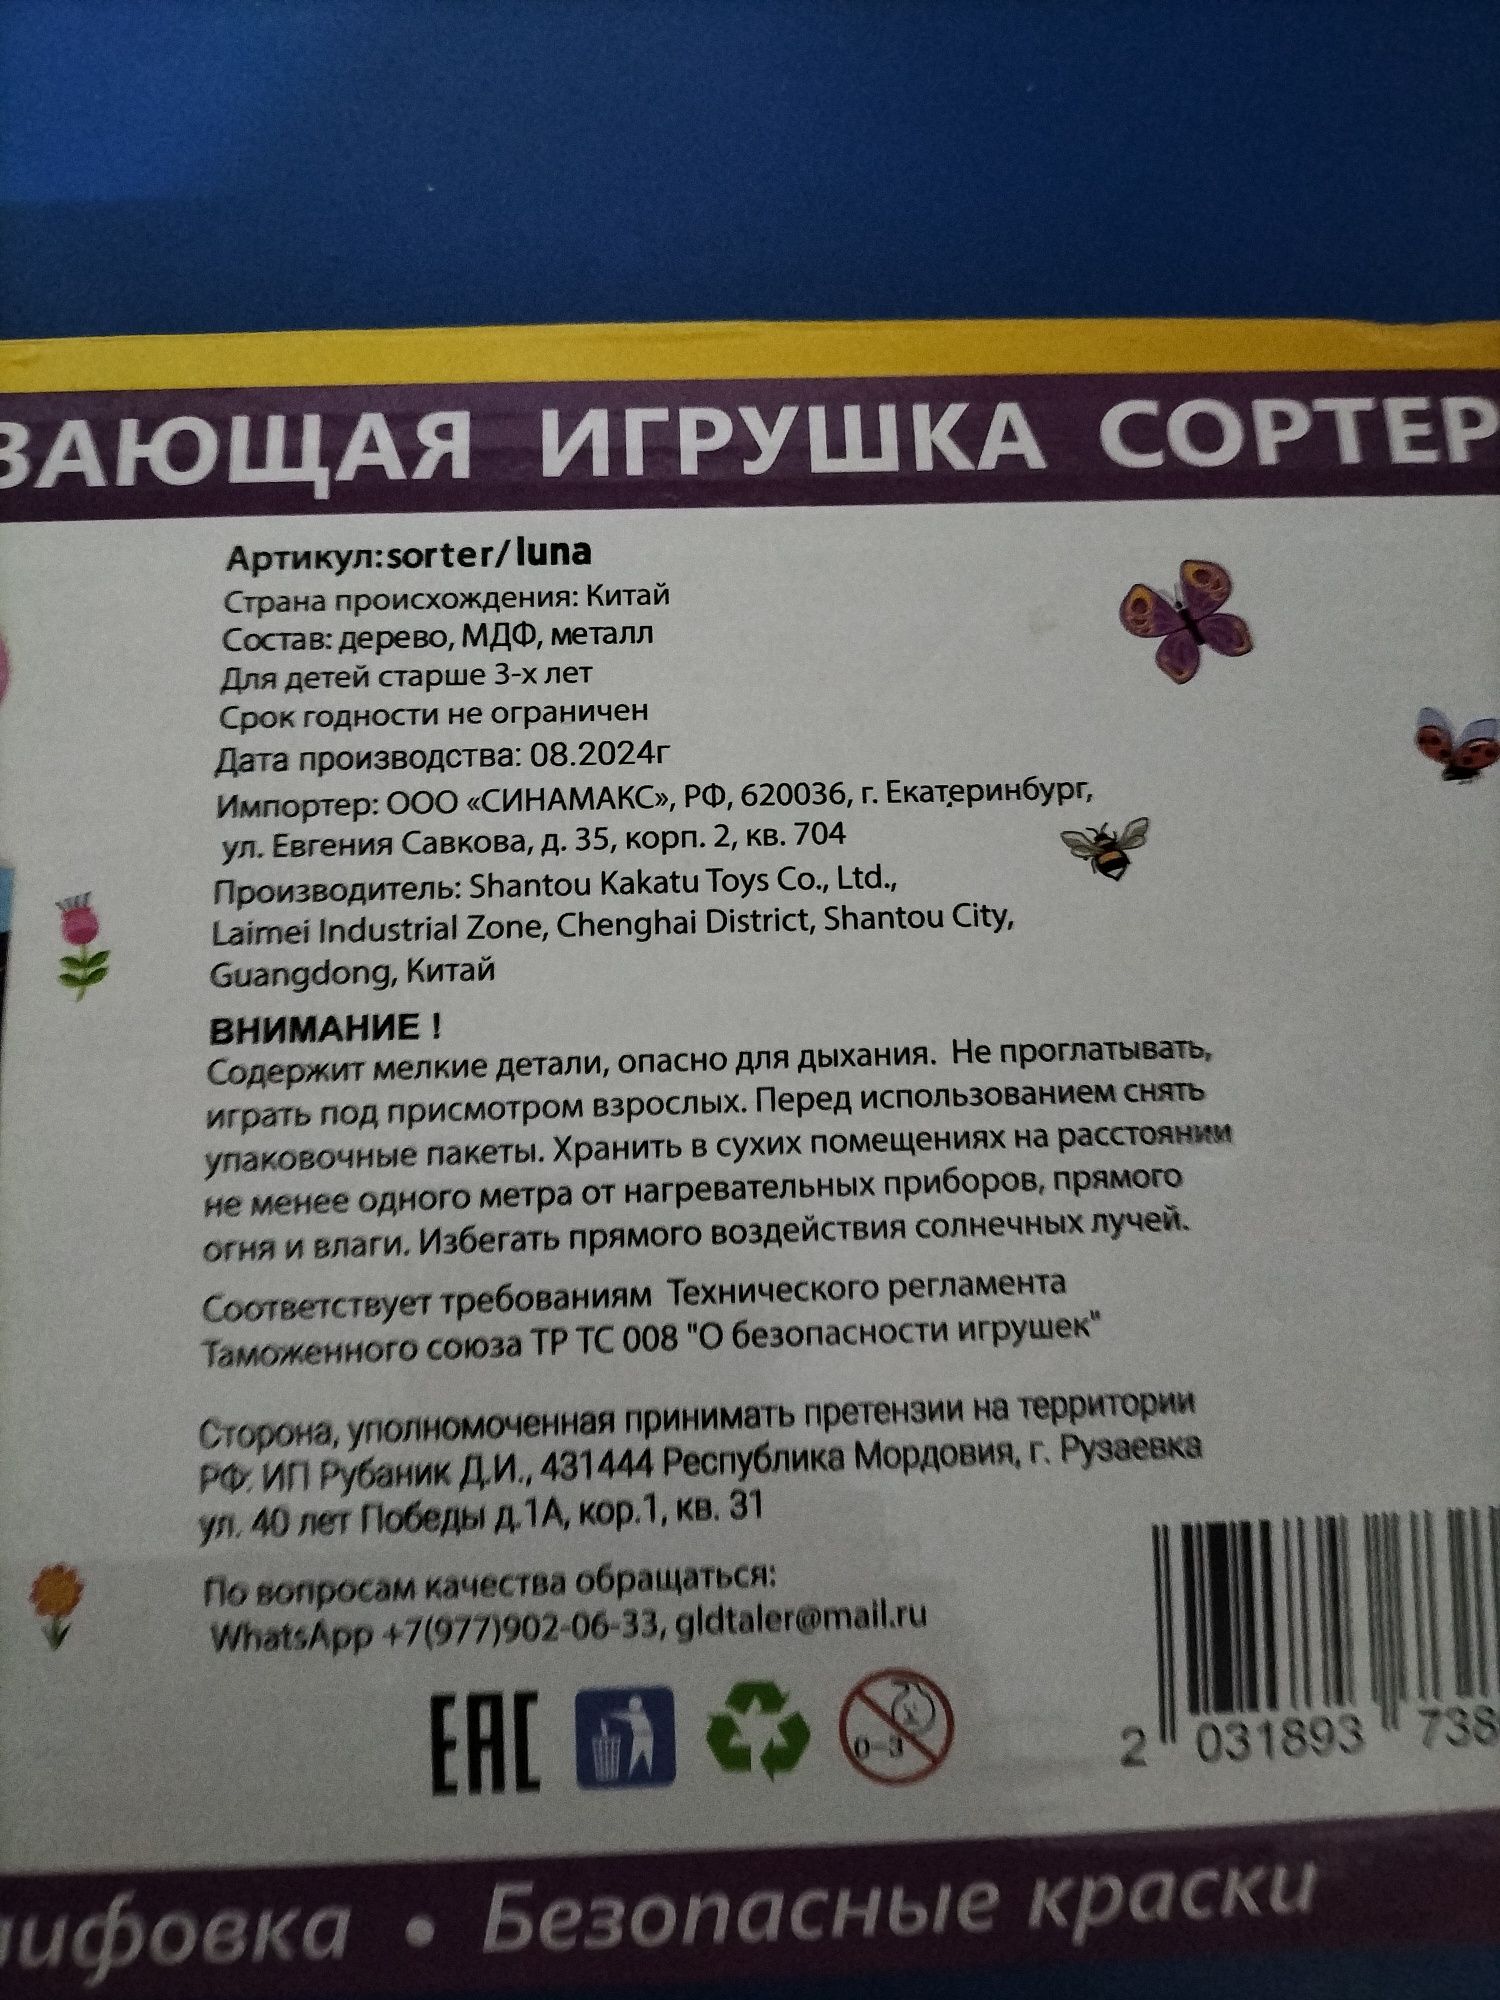 ВАЮЩАЯ ИГРУШКА СОРТЕР
Артикул:sorter/luna
Страна происхождения: Китай
Состав: дерево, МДФ, металл
Для детей старше 3-х лет
Срок годности не ограничен
Дата производства: 08.2024г
Импортер: ООО «СИНАМАКС», РФ, 620036, г. Екатеринбург,
ул. Евгения Савкова, д. 35, корп. 2, кв. 704
Производитель: Shantou Kakatu Toys Co., Ltd.,
Laimei Industrial Zone, Chenghai District, Shantou City,
Guangdong, Китай
ВНИМАНИЕ !
Содержит мелкие детали, опасно для дыхания. Не проглатывать,
играть под присмотром взрослых. Перед использованием снять
упаковочные пакеты. Хранить в сухих помещениях на расстоянии
не менее одного метра от нагревательных приборов, прямого
огня и влаги. Избегать прямого воздействия солнечных лучей.
Соответствует требованиям Технического регламента
Таможенного союза ТР ТС 008 "О безопасности игрушек"
Сторона, уполномоченная принимать претензии на территории
РФ: ИП Рубаник Д.И., 431444 Республика Мордовия, г. Рузаевка
ул. 40 лет Победы д.1А, кор.1, кв. 31
По вопросам качества обращаться:
WhatsApp +7(977)902-06-33, gldtaler@mail.ru
EAC
0-3
2 031893 738
лифовка • Безопасные краски